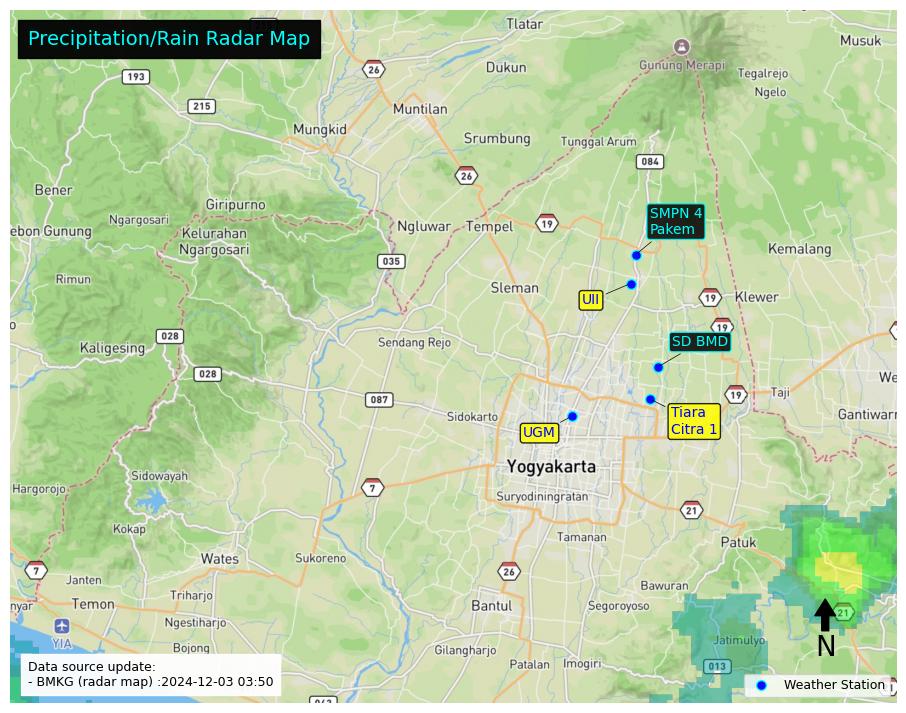 Precipitation/Rain Radar Map
Tlatar
Musuk
26
Gunung Merapi
Dukun
Tegalrejo
193
Ngelo
215
Muntilan
Mungkid
Srumbung
Tunggal Arum
084
26
Bener
Giripurno
SMPN 4
Pakem
Ngargosari
Ngluwar
Tempel
19
ebon Gunung
Kelurahan
Ngargosari
Kemalang
035
Rimun
Sleman
UII
19
Klewer
19
028
Kaligesing
Sendang Rejo
SD BMD
028
We
19
Taji
087
Sidokarto
Tiara
Citra 1
Gantiwarn
UGM
Yogyakarta
Sidowayah
Hargorojo
7
Suryodiningratan
21
Kokap
Tamanan
Patuk
Wates
Sukoreno
7
26
Janten
Bawuran
Triharjo
nyar
Temon
Bantul
Segoroyoso
21
Ngestiharjo
YIA
N
Jatimulyo
Bojong
Gilangharjo
Patalan
Imogiri
013
Data source update:
- BMKG (radar map) :2024-12-03 03:50
Weather Station